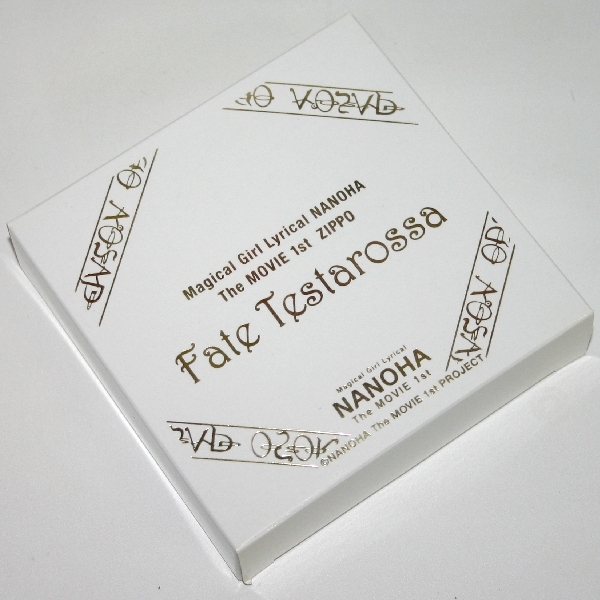 Magical Girl Lyrical NANOHA
The MOVIE 1st ZIPPO
Fate Testarossa
Magical Girl Lyrical
NANOHA
The MOVIE 1st
©NANOHA The MOVIE 1st PROJECT